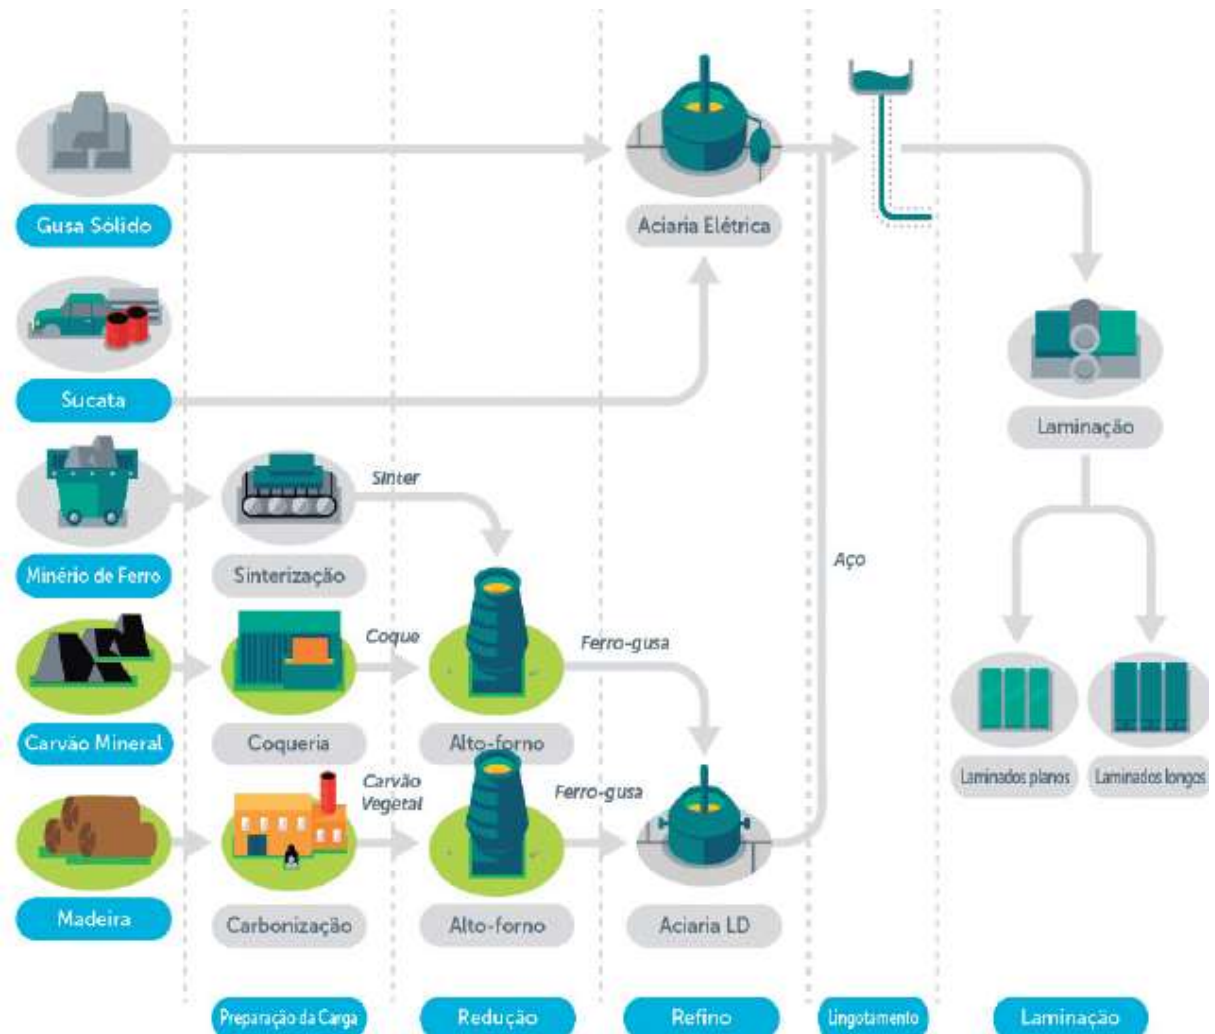 Gusa Sólido
Aciaria Elétrica
Sucata
Laminação
Sinter
Minério de Ferro
Sinterização
Aço
Coque
Ferro-gusa
Carvão Mineral
Coqueria
Alto-forno
Laminados planos
Laminados longos
Carvão
Vegetal
Ferro-gusa
Madeira
Carbonização
Alto-forno
Aciaria LD
Preparação da Carga
Redução
Refino
Lingotamento
Laminação